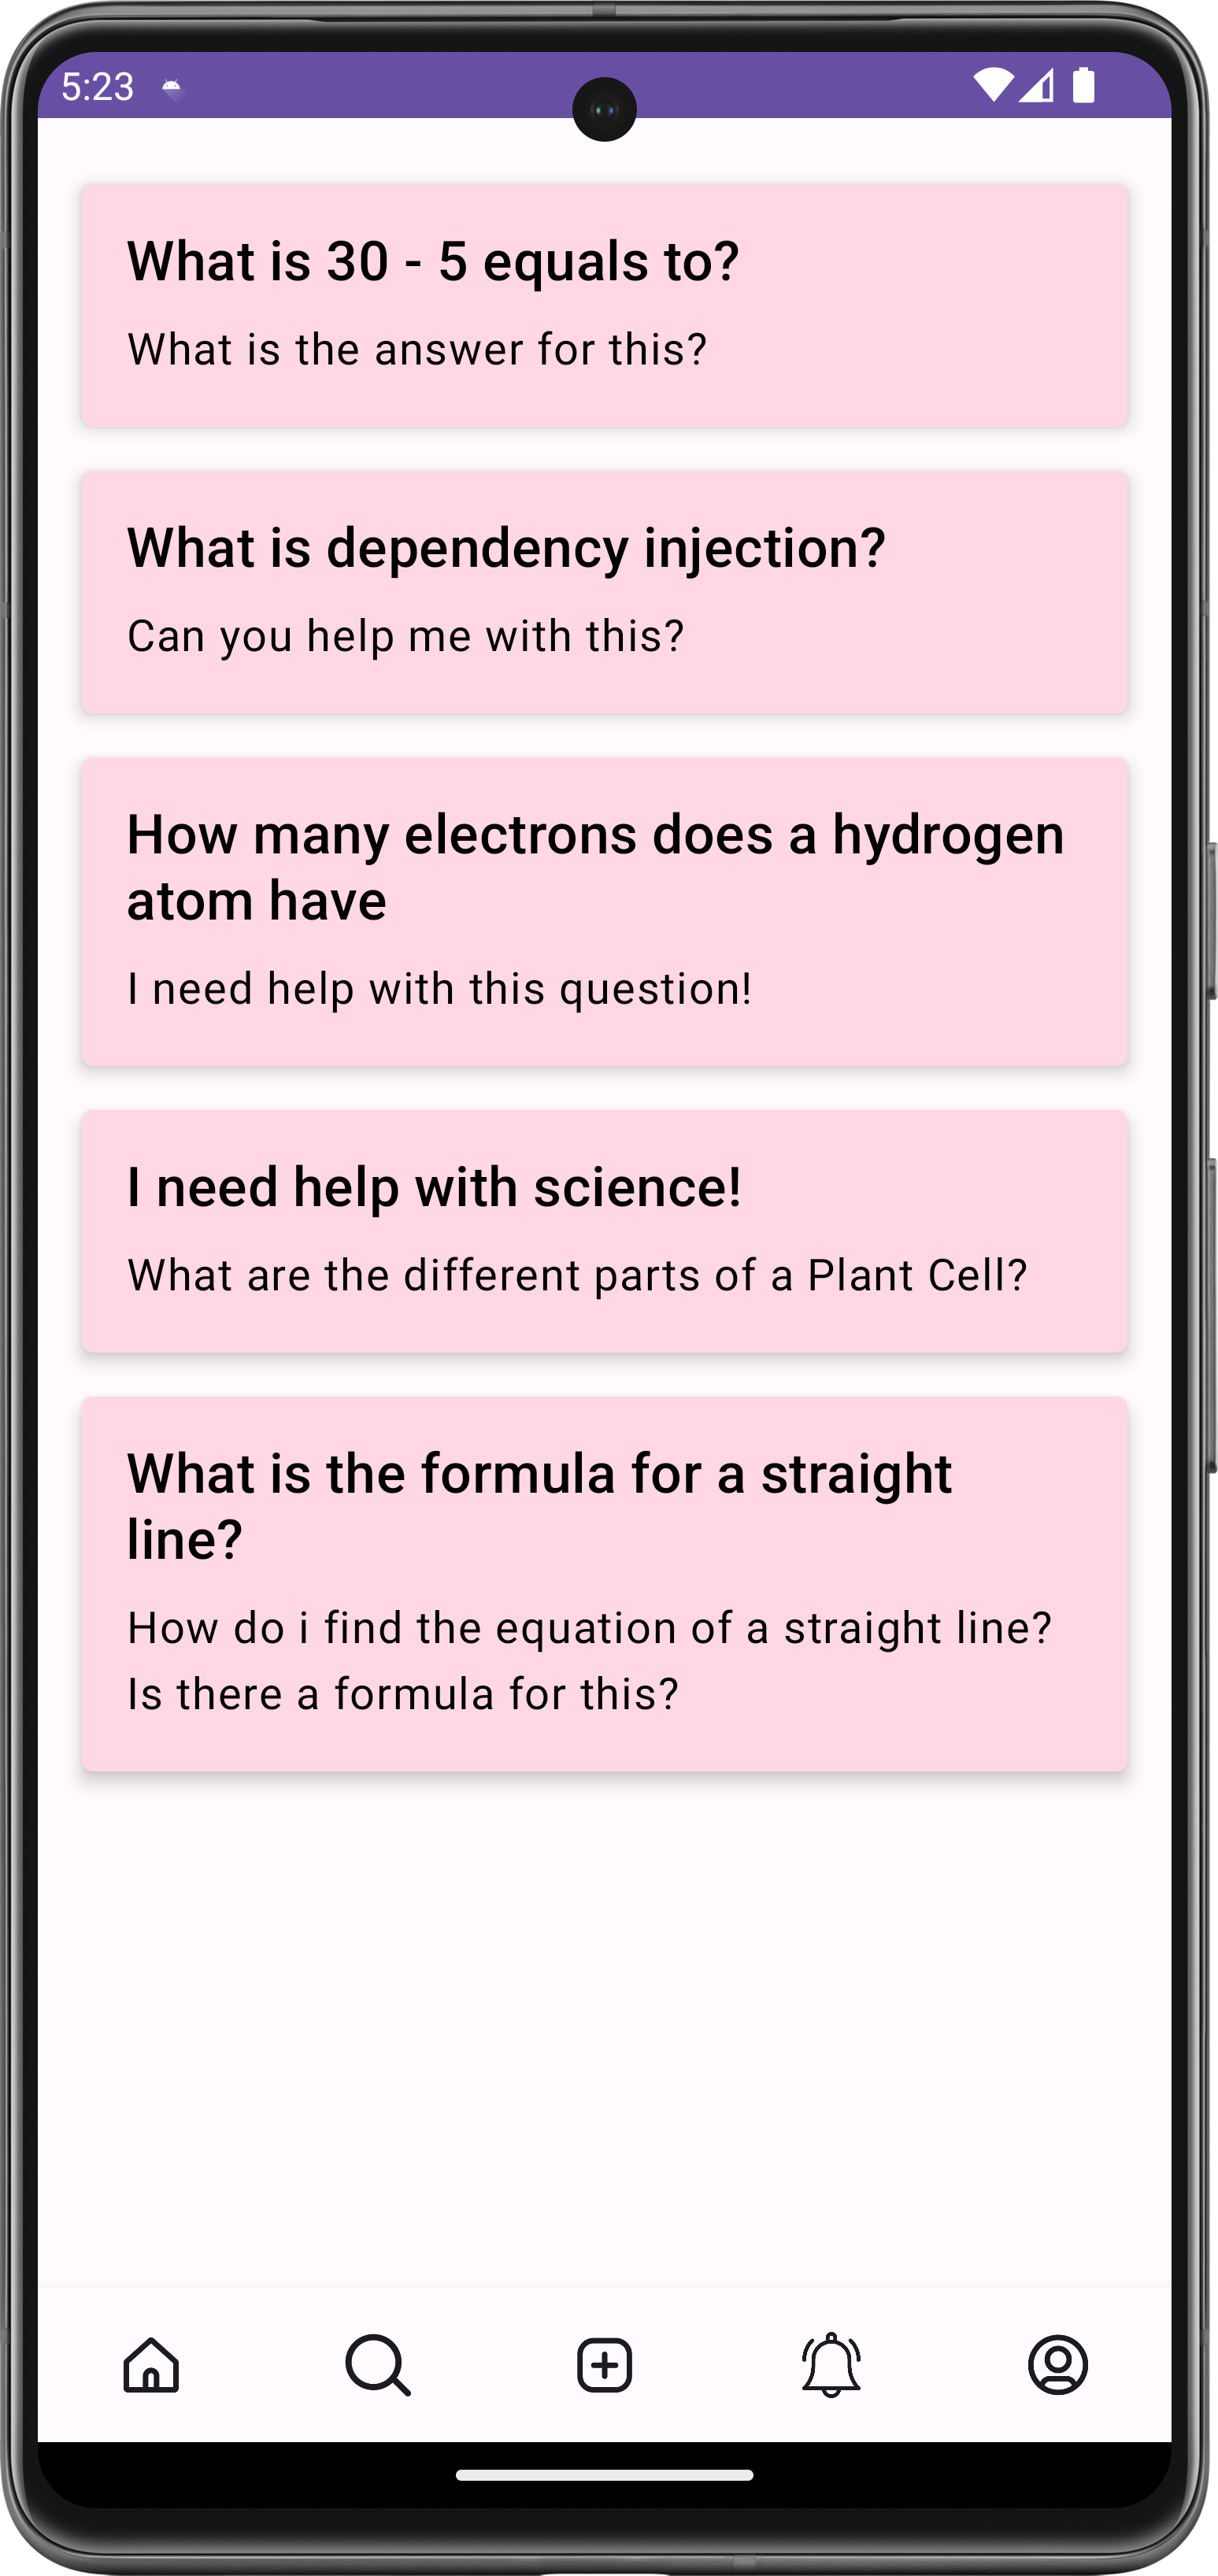 5:23
What is 30 - 5 equals to?
What is the answer for this?
What is dependency injection?
Can you help me with this?
How many electrons does a hydrogen
atom have
I need help with this question!
I need help with science!
What are the different parts of a Plant Cell?
What is the formula for a straight
line?
How do i find the equation of a straight line?
Is there a formula for this?